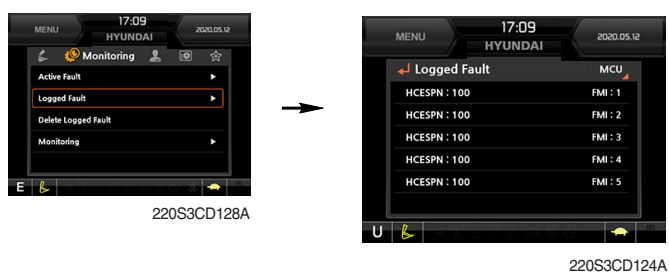 MENU
17:09
2020.05.12
HYUNDAI
Monitoring
Active Fault
Logged Fault
Delete Logged Fault
Monitoring
E
220S3CD128A
MENU
17:09
2020.05.12
HYUNDAI
Logged Fault MCU
HCESPN : 100 FMI : 1
HCESPN : 100 FMI : 2
HCESPN : 100 FMI : 3
HCESPN : 100 FMI : 4
HCESPN : 100 FMI : 5
U
220S3CD124A